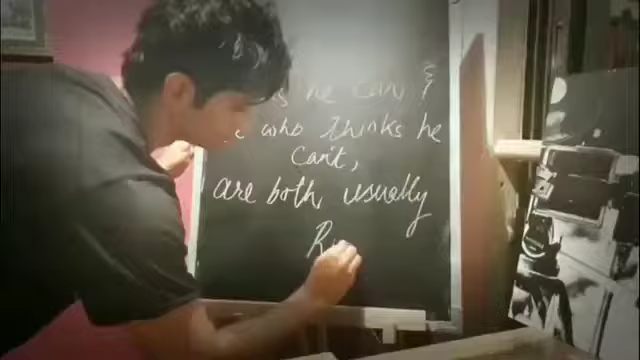 he can, &
who thinks he
can't,
are both usually
R